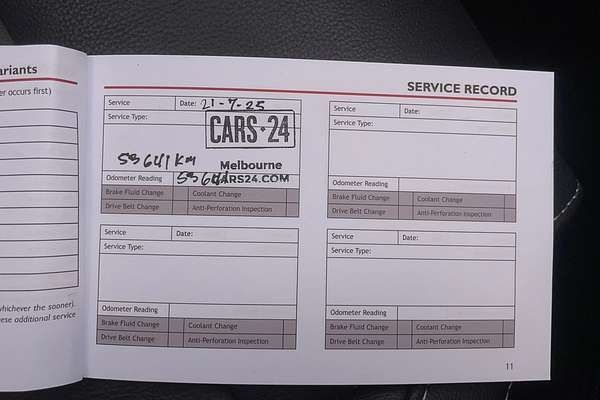 ariants
er occurs first)
whichever the sooner).
ese additional service
SERVICE RECORD
Service Date: 21-7-25
Service Type:
CARS·24
55641 KM
Melbourne
CARS24.COM
Odometer Reading 55641
Brake Fluid Change Coolant Change
Drive Belt Change Anti-Perforation Inspection
Service Date:
Service Type:
Odometer Reading
Brake Fluid Change Coolant Change
Drive Belt Change Anti-Perforation Inspection
Service Date:
Service Type:
Odometer Reading
Brake Fluid Change Coolant Change
Drive Belt Change Anti-Perforation Inspection
Service Date:
Service Type:
Odometer Reading
Brake Fluid Change Coolant Change
Drive Belt Change Anti-Perforation Inspection
11